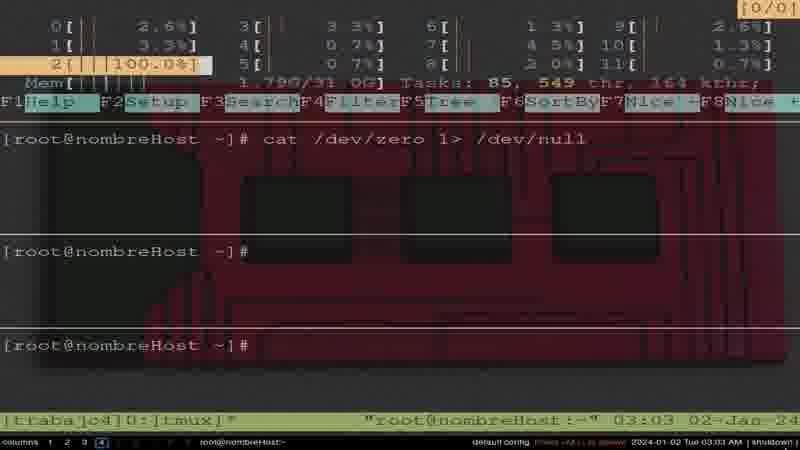 [0/0]
0[|| 2.6%] 3[|| 3.3%] 6[| 1.3%] 9[|| 2.6%]
1[|| 3.3%] 4[| 0.7%] 7[|| 4.5%] 10[| 1.3%]
2[||||100.0%] 5[| 0.7%] 8[| 2.0%] 11[| 0.7%]
Mem[||||| 1.79G/31.0G] Tasks: 85, 549 thr, 164 kthr;
F1Help F2Setup F3Search F4Filter F5Tree F6SortBy F7Nice - F8Nice +
[root@nombreHost ~]# cat /dev/zero 1> /dev/null
[root@nombreHost ~]#
[root@nombreHost ~]#
"root@nombreHost:~" 03:03 02-Jan-24
columns 1 2 3 4 root@nombreHost:~ default config 2024-01-02 Tue 03:03 AM | shutdown |